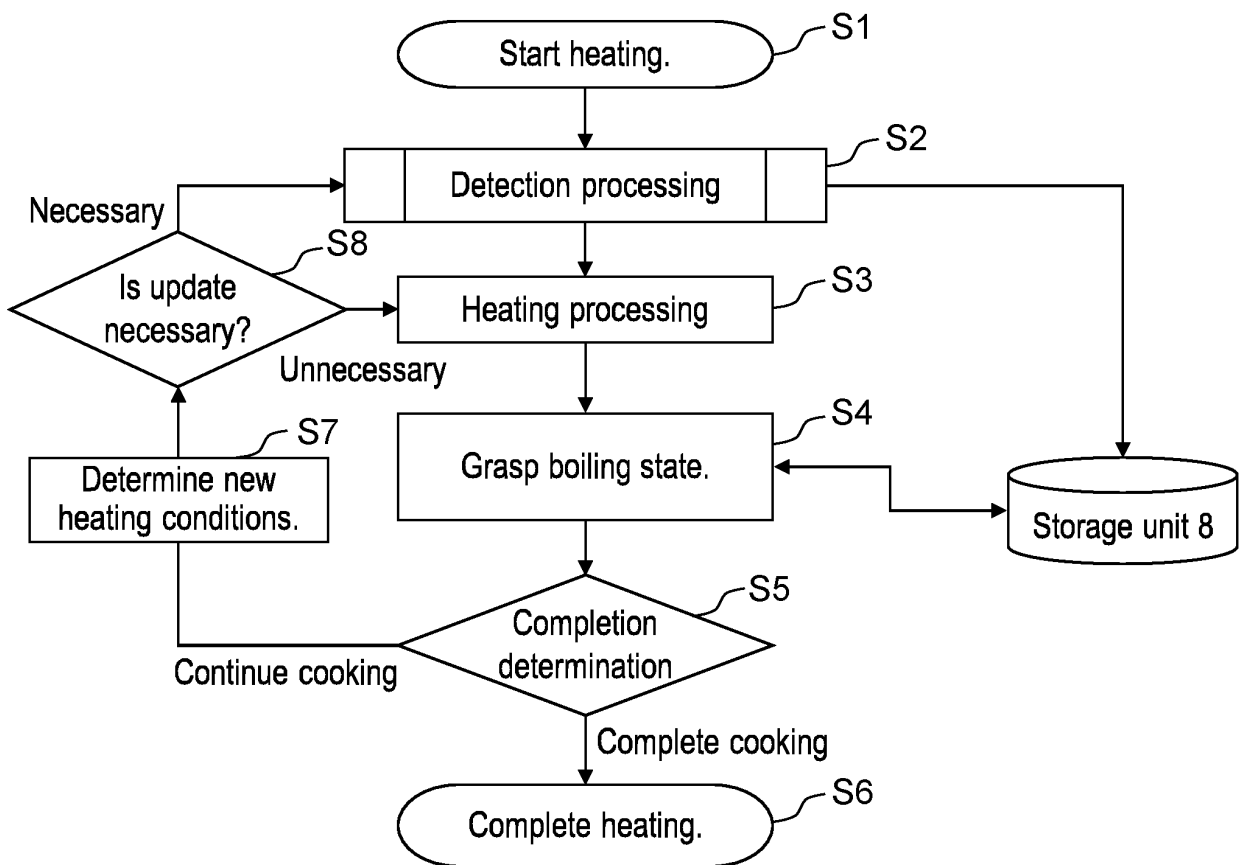 S1
Start heating.
S2
Detection processing
Necessary
S8
Is update
necessary?
S3
Heating processing
Unnecessary
S4
Grasp boiling state.
S7
Determine new
heating conditions.
Storage unit 8
S5
Completion
determination
Continue cooking
Complete cooking
S6
Complete heating.